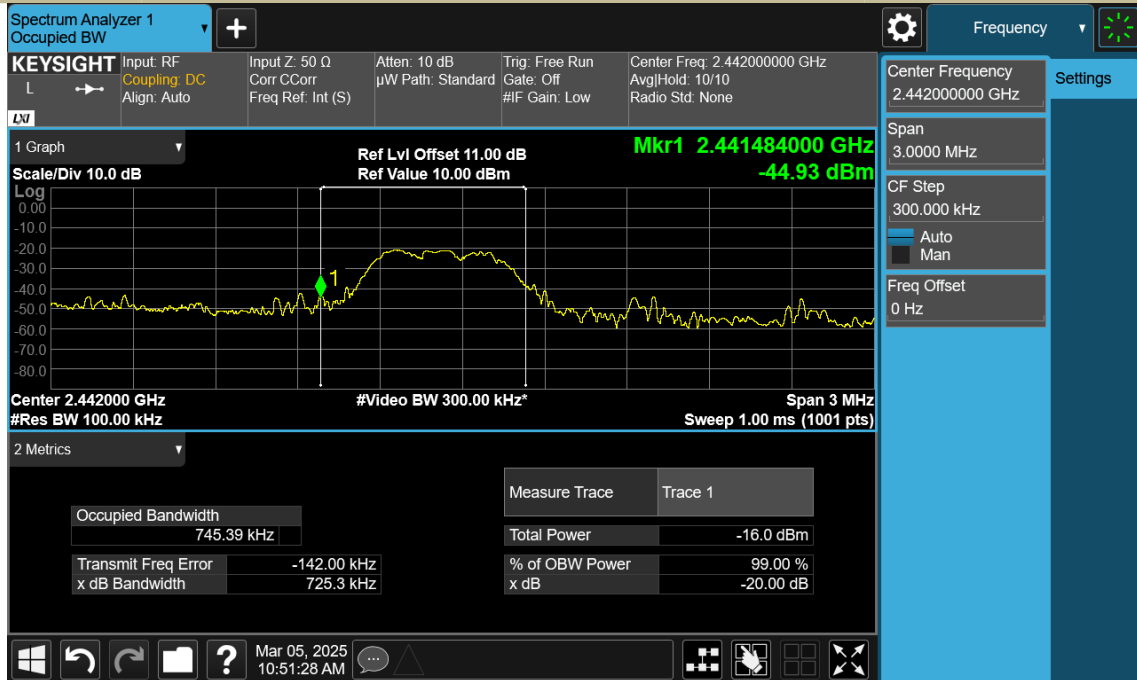 Spectrum Analyzer 1
Occupied BW
+
Frequency
KEYSIGHT
L
LXI
Input: RF
Coupling: DC
Align: Auto
Input Z: 50 Ω
Corr CCorr
Freq Ref: Int (S)
Atten: 10 dB
µW Path: Standard
Trig: Free Run
Gate: Off
#IF Gain: Low
Center Freq: 2.442000000 GHz
Avg|Hold: 10/10
Radio Std: None
Center Frequency
2.442000000 GHz
Settings
Span
3.0000 MHz
CF Step
300.000 kHz
Auto
Man
Freq Offset
0 Hz
1 Graph
Scale/Div 10.0 dB
Ref Lvl Offset 11.00 dB
Ref Value 10.00 dBm
Mkr1 2.441484000 GHz
-44.93 dBm
Log
0.00
-10.0
-20.0
-30.0
-40.0
-50.0
-60.0
-70.0
-80.0
1
Center 2.442000 GHz
#Video BW 300.00 kHz*
Span 3 MHz
#Res BW 100.00 kHz
Sweep 1.00 ms (1001 pts)
2 Metrics
Measure Trace Trace 1
Occupied Bandwidth
745.39 kHz
Total Power -16.0 dBm
Transmit Freq Error -142.00 kHz
% of OBW Power 99.00 %
x dB Bandwidth 725.3 kHz
x dB -20.00 dB
?
Mar 05, 2025
10:51:28 AM